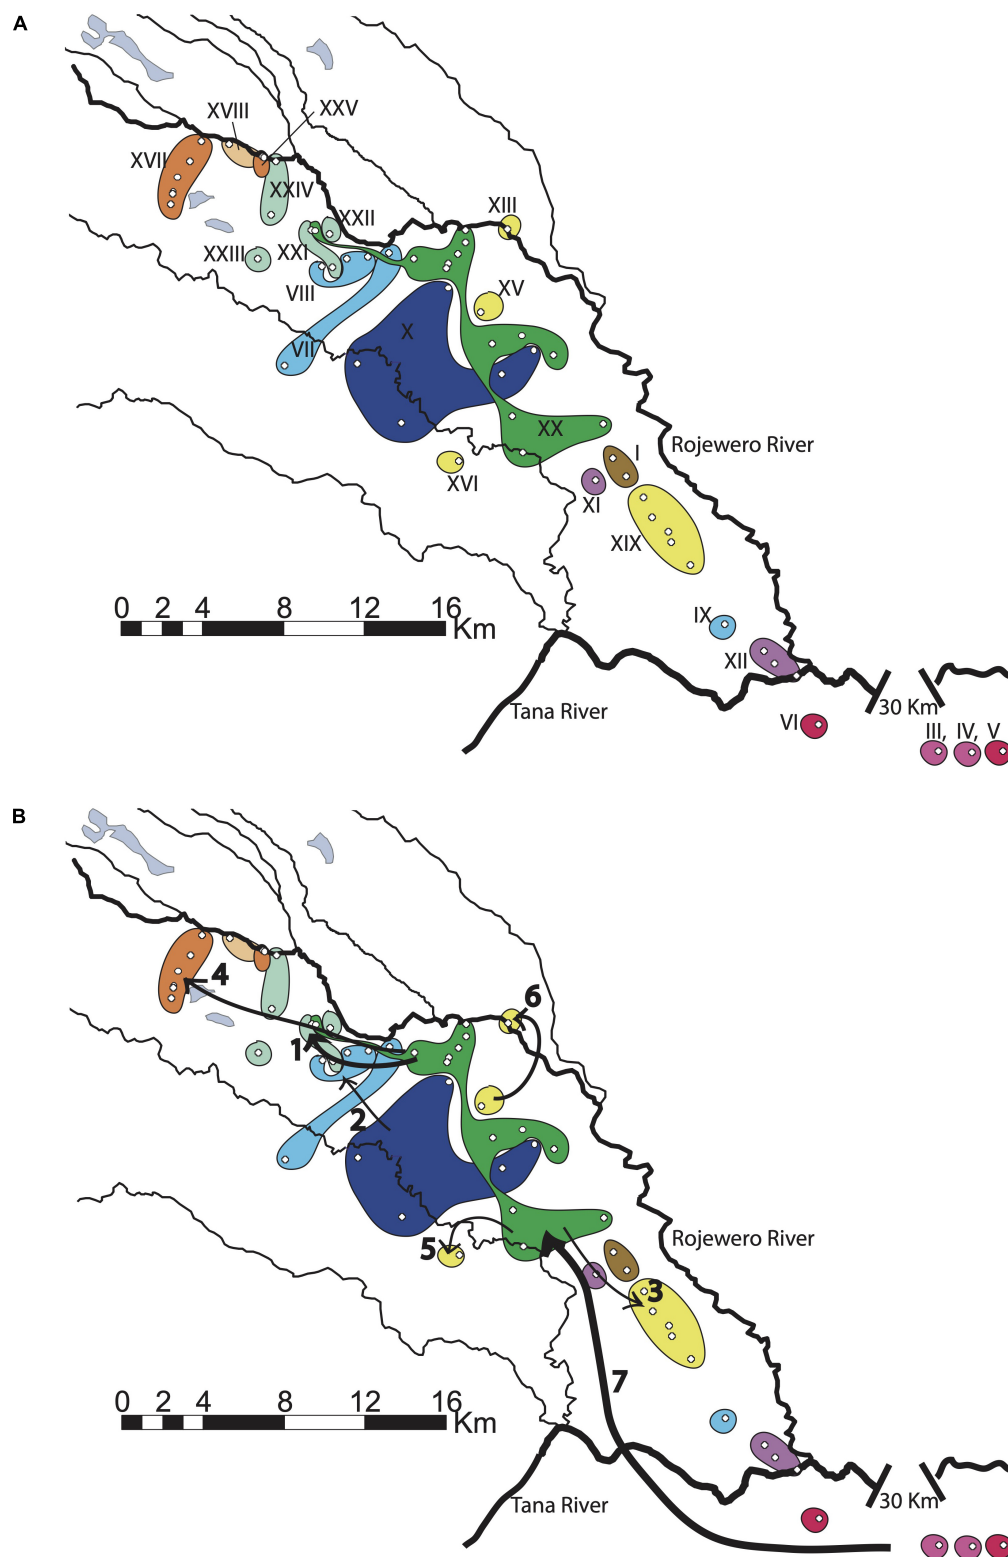 A
XVIII
XXV
XVII
XXIV
XIII
XXII
XXIII
XXI
VIII
XV
X
VII
XX
Rojewero River
I
XVI
XI
XIX
0 2 4 8 12 16
Km
IX
XII
Tana River
30 Km
VI
III, IV, V
B
4
6
1
2
Rojewero River
5
3
7
0 2 4 8 12 16
Km
30 Km
Tana River